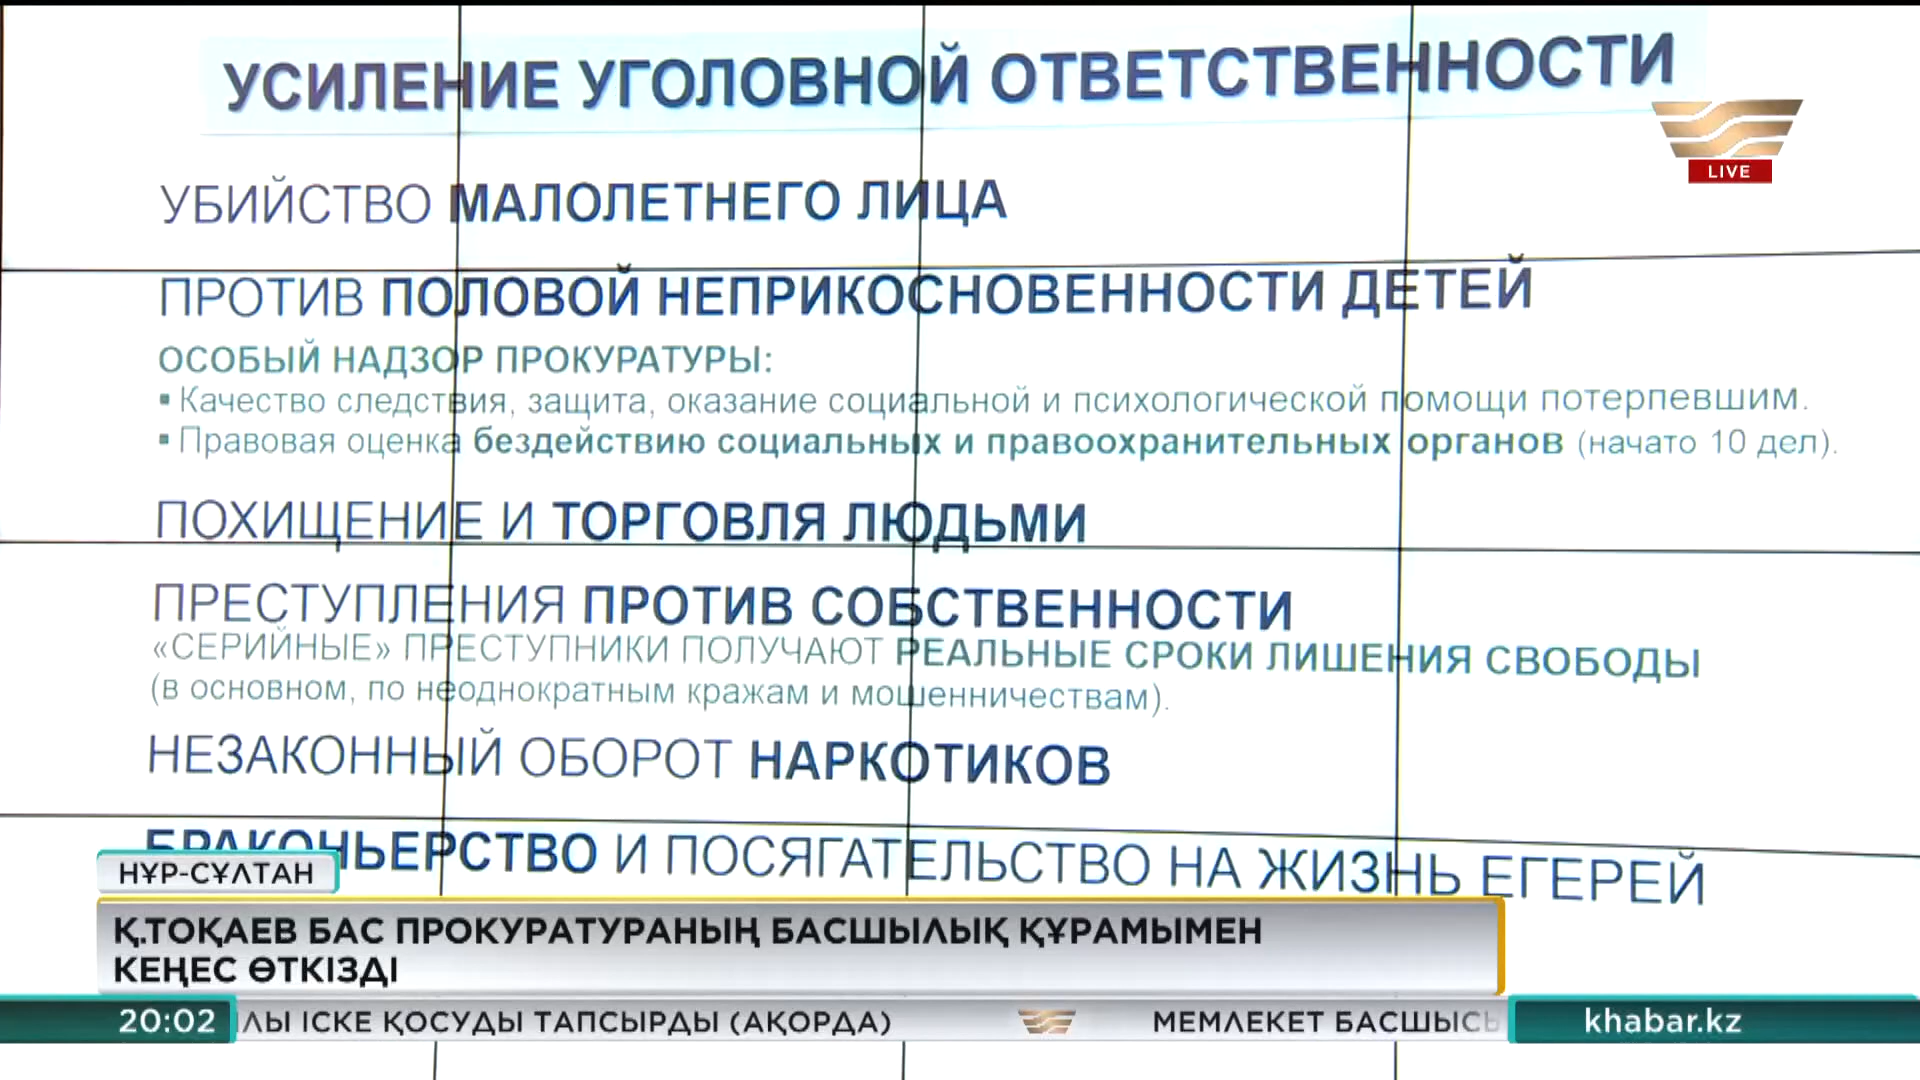 УСИЛЕНИЕ УГОЛОВНОЙ ОТВЕТСТВЕННОСТИ
LIVE
УБИЙСТВО МАЛОЛЕТНЕГО ЛИЦА
ПРОТИВ ПОЛОВОЙ НЕПРИКОСНОВЕННОСТИ ДЕТЕЙ
ОСОБЫЙ НАДЗОР ПРОКУРАТУРЫ:
▪ Качество следствия, защита, оказание социальной и психологической помощи потерпевшим.
▪ Правовая оценка бездействию социальных и правоохранительных органов (начато 10 дел).
ПОХИЩЕНИЕ И ТОРГОВЛЯ ЛЮДЬМИ
ПРЕСТУПЛЕНИЯ ПРОТИВ СОБСТВЕННОСТИ
«СЕРИЙНЫЕ» ПРЕСТУПНИКИ ПОЛУЧАЮТ РЕАЛЬНЫЕ СРОКИ ЛИШЕНИЯ СВОБОДЫ
(в основном, по неоднократным кражам и мошенничествам).
НЕЗАКОННЫЙ ОБОРОТ НАРКОТИКОВ
БРАКОНЬЕРСТВО И ПОСЯГАТЕЛЬСТВО НА ЖИЗНЬ ЕГЕРЕЙ
НҰР-СҰЛТАН
Қ.ТОҚАЕВ БАС ПРОКУРАТУРАНЫҢ БАСШЫЛЫҚ ҚҰРАМЫМЕН
КЕҢЕС ӨТКІЗДІ
20:02 ЛЫ ІСКЕ ҚОСУДЫ ТАПСЫРДЫ (АҚОРДА) МЕМЛЕКЕТ БАСШЫСЫ khabar.kz